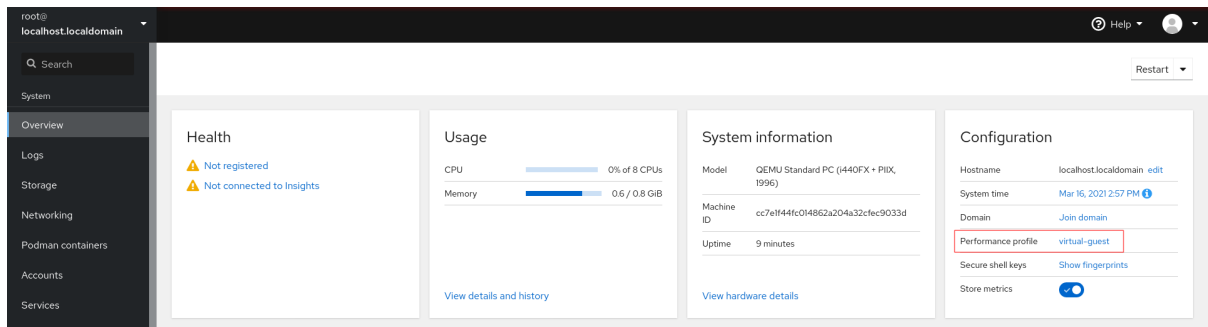 root@
localhost.localdomain
Help
Search
Restart
System
Overview
Logs
Storage
Networking
Podman containers
Accounts
Services
Health
Not registered
Not connected to Insights
Usage
CPU 0% of 8 CPUs
Memory 0.6 / 0.8 GiB
View details and history
System information
Model QEMU Standard PC (i440FX + PIIX,
1996)
Machine
ID cc7e1f44fc014862a204a32cfec9033d
Uptime 9 minutes
View hardware details
Configuration
Hostname localhost.localdomain edit
System time Mar 16, 2021 2:57 PM
Domain Join domain
Performance profile virtual-guest
Secure shell keys Show fingerprints
Store metrics